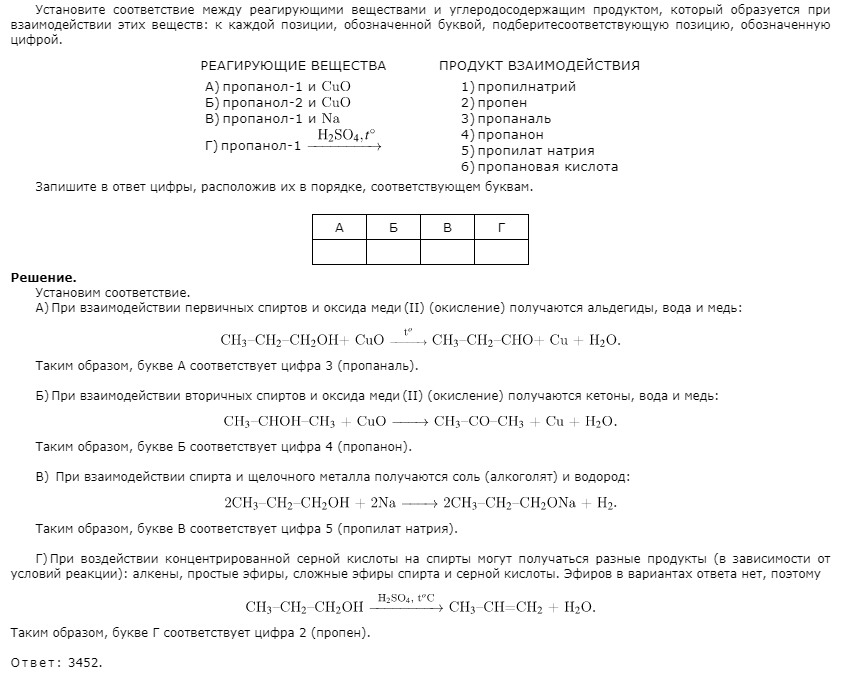 Установите соответствие между реагирующими веществами и углеродосодержащим продуктом, который образуется при
взаимодействии этих веществ: к каждой позиции, обозначенной буквой, подберитесоответствующую позицию, обозначенную
цифрой.
РЕАГИРУЮЩИЕ ВЕЩЕСТВА
А) пропанол-1 и CuO
Б) пропанол-2 и CuO
В) пропанол-1 и Na
Г) пропанол-1 —H₂SO₄, t°→
ПРОДУКТ ВЗАИМОДЕЙСТВИЯ
1) пропилнатрий
2) пропен
3) пропаналь
4) пропанон
5) пропилат натрия
6) пропановая кислота
Запишите в ответ цифры, расположив их в порядке, соответствующем буквам.
А Б В Г
Решение.
Установим соответствие.
А) При взаимодействии первичных спиртов и оксида меди (II) (окисление) получаются альдегиды, вода и медь:
CH₃–CH₂–CH₂OH+ CuO —t°→ CH₃–CH₂–CHO+ Cu + H₂O.
Таким образом, букве А соответствует цифра 3 (пропаналь).
Б) При взаимодействии вторичных спиртов и оксида меди (II) (окисление) получаются кетоны, вода и медь:
CH₃–CHOH–CH₃ + CuO ⟶ CH₃–CO–CH₃ + Cu + H₂O.
Таким образом, букве Б соответствует цифра 4 (пропанон).
В) При взаимодействии спирта и щелочного металла получаются соль (алкоголят) и водород:
2CH₃–CH₂–CH₂OH + 2Na ⟶ 2CH₃–CH₂–CH₂ONa + H₂.
Таким образом, букве В соответствует цифра 5 (пропилат натрия).
Г) При воздействии концентрированной серной кислоты на спирты могут получаться разные продукты (в зависимости от
условий реакции): алкены, простые эфиры, сложные эфиры спирта и серной кислоты. Эфиров в вариантах ответа нет, поэтому
CH₃–CH₂–CH₂OH —H₂SO₄, t°C→ CH₃–CH=CH₂ + H₂O.
Таким образом, букве Г соответствует цифра 2 (пропен).
Ответ: 3452.